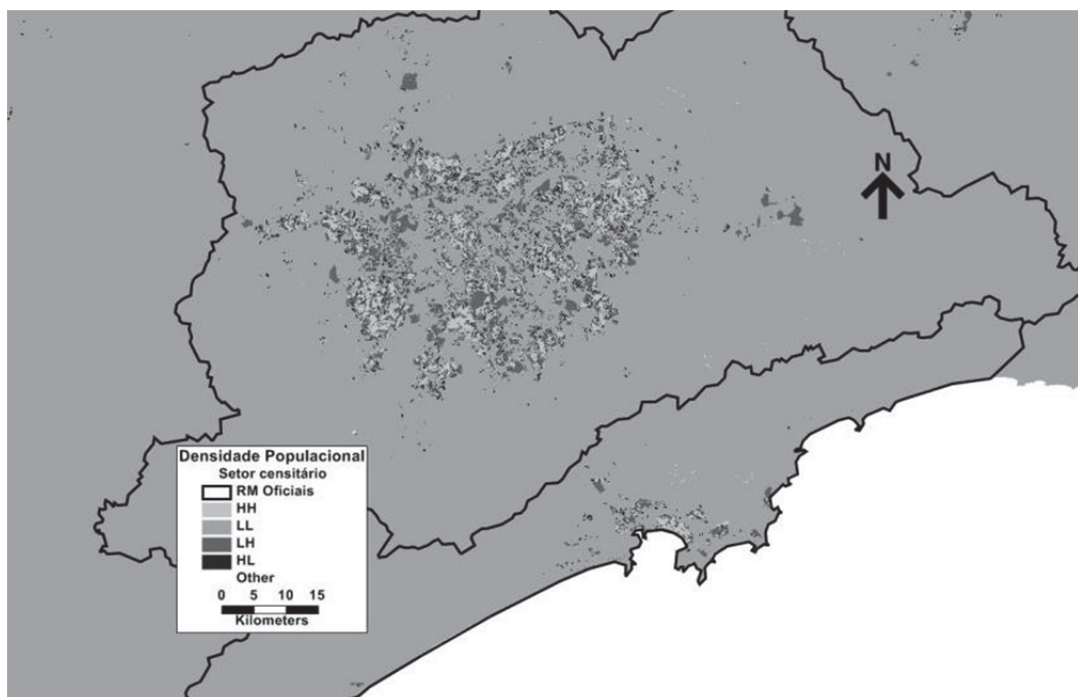 N
Densidade Populacional
Setor censitário
RM Oficiais
HH
LL
LH
HL
Other
0 5 10 15
Kilometers